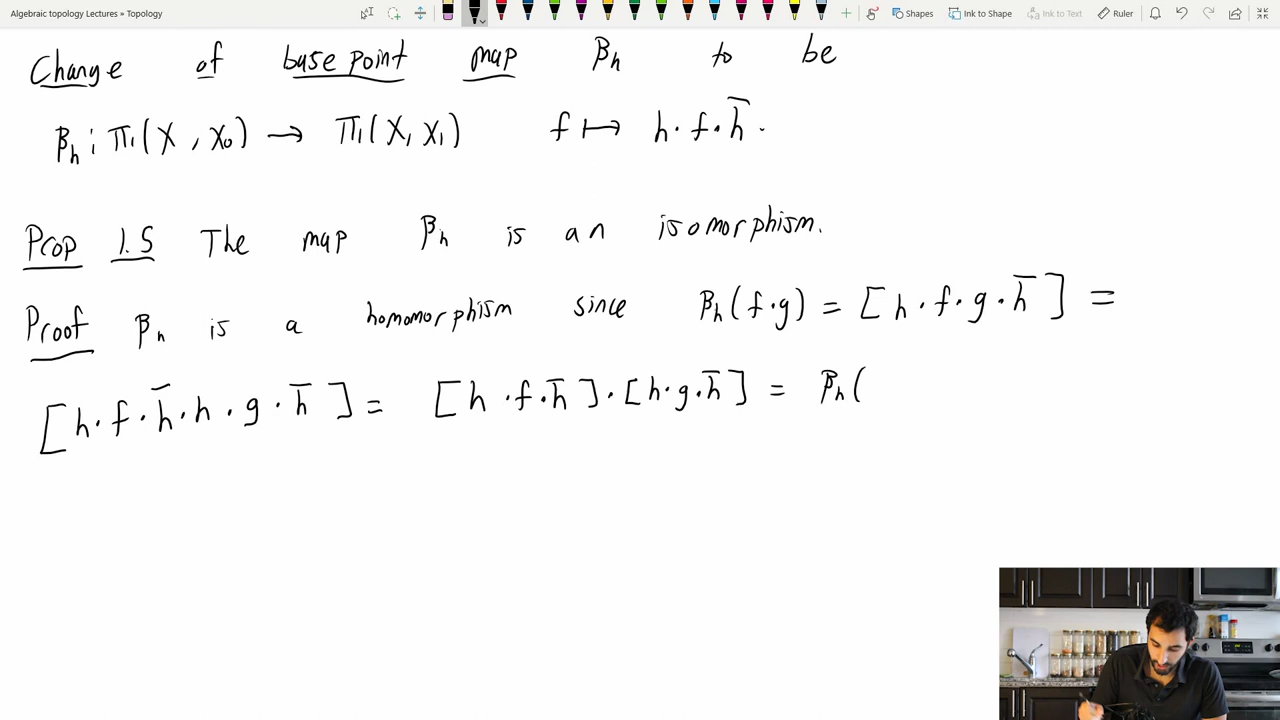 Algebraic topology Lectures » Topology
Shapes Ink to Shape Ink to Text Ruler
Change of base point map βh to be
βh : π1(X, x0) → π1(X, x1) f ↦ h · f · h̄ .
Prop 1.5 The map βh is an isomorphism.
Proof βh is a homomorphism since βh(f·g) = [h · f · g · h̄] =
[h · f · h̄ · h · g · h̄] = [h · f · h̄] · [h · g · h̄] = βh(